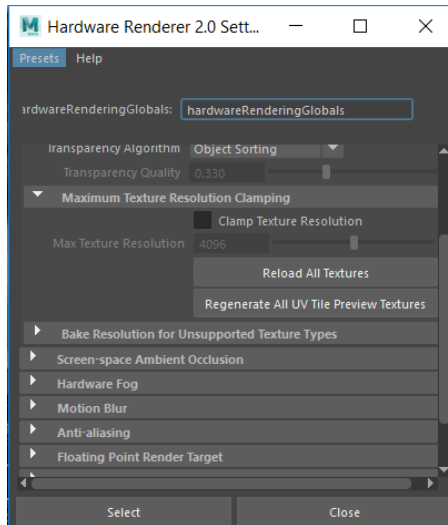 Hardware Renderer 2.0 Sett...
Presets Help
ardwareRenderingGlobals: hardwareRenderingGlobals
Transparency Algorithm Object Sorting
Transparency Quality 0.330
Maximum Texture Resolution Clamping
Clamp Texture Resolution
Max Texture Resolution 4096
Reload All Textures
Regenerate All UV Tile Preview Textures
Bake Resolution for Unsupported Texture Types
Screen-space Ambient Occlusion
Hardware Fog
Motion Blur
Anti-aliasing
Floating Point Render Target
Select Close